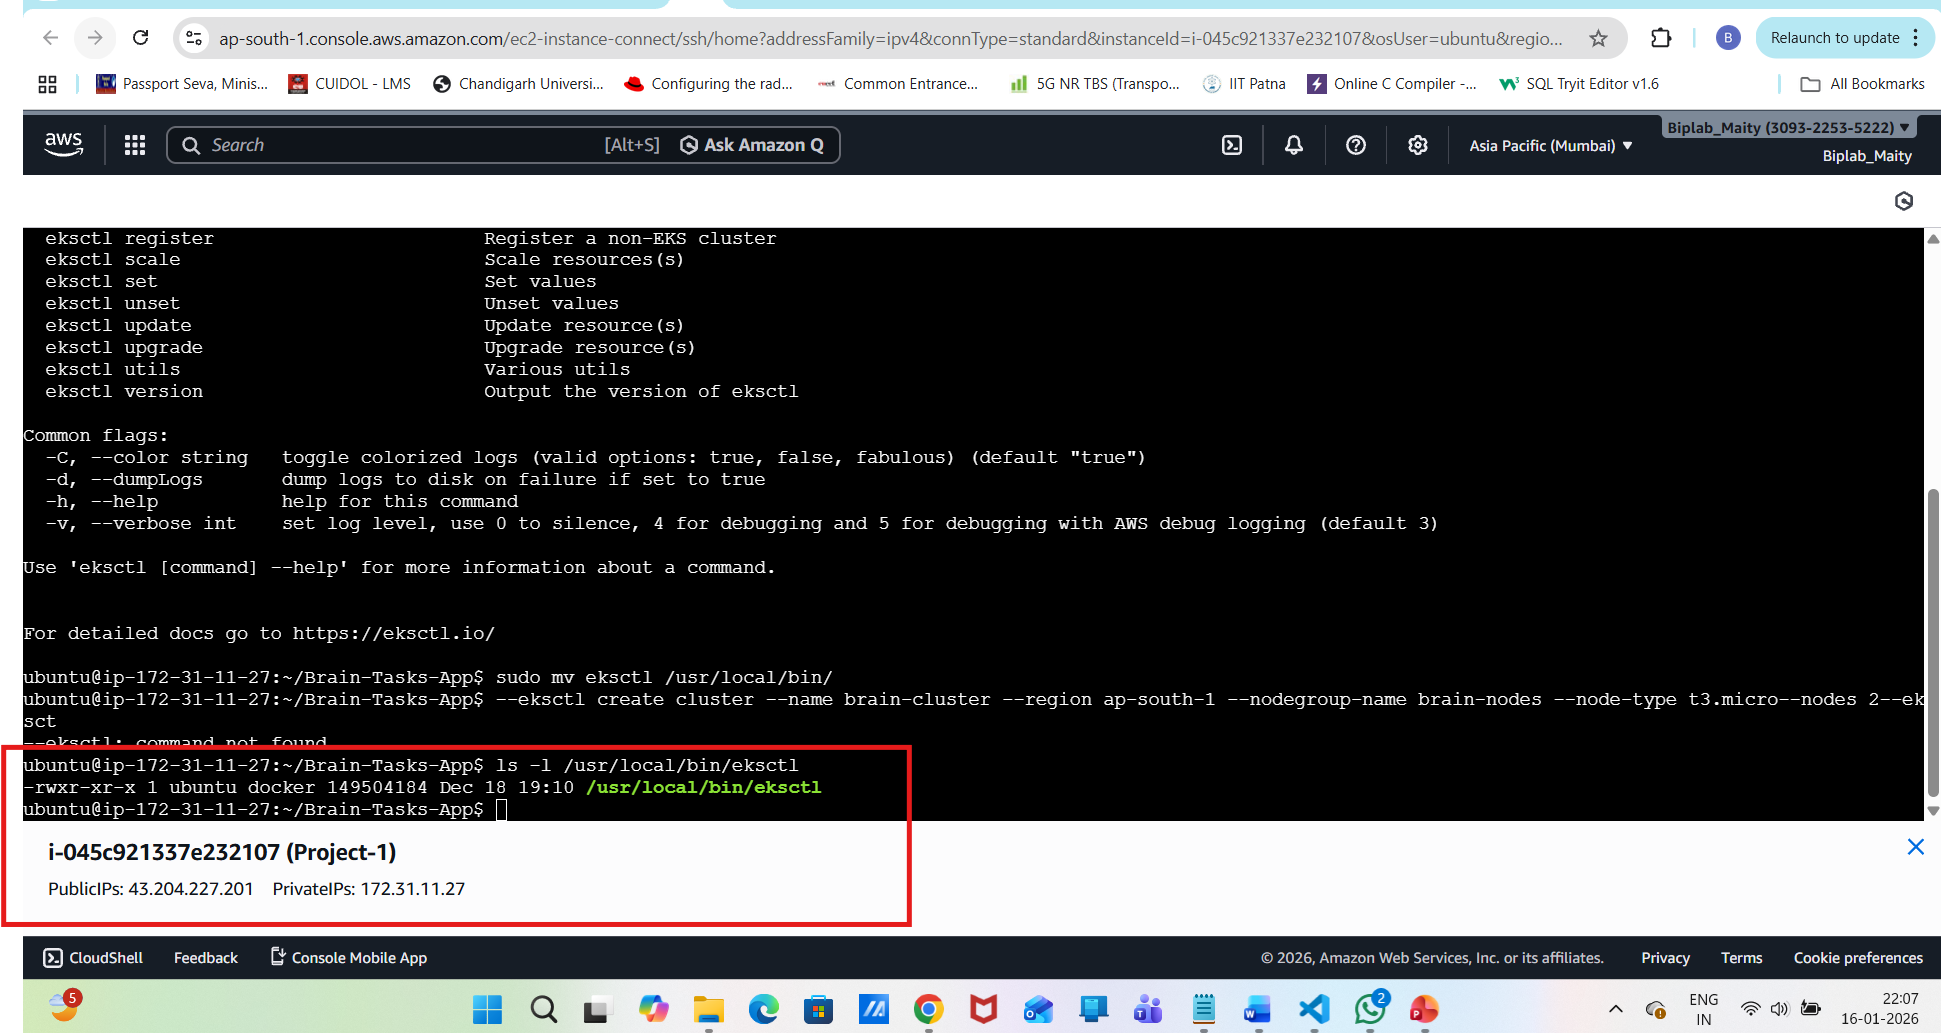 ap-south-1.console.aws.amazon.com/ec2-instance-connect/ssh/home?addressFamily=ipv4&connType=standard&instanceId=i-045c921337e232107&osUser=ubuntu&regio...
B
Relaunch to update
Passport Seva, Minis...
CUIDOL - LMS
Chandigarh Universi...
Configuring the rad...
Common Entrance...
5G NR TBS (Transpo...
IIT Patna
Online C Compiler -...
SQL Tryit Editor v1.6
All Bookmarks
aws
Search
[Alt+S]
Ask Amazon Q
Asia Pacific (Mumbai)
Biplab_Maity (3093-2253-5222)
Biplab_Maity
eksctl register Register a non-EKS cluster
eksctl scale Scale resources(s)
eksctl set Set values
eksctl unset Unset values
eksctl update Update resource(s)
eksctl upgrade Upgrade resource(s)
eksctl utils Various utils
eksctl version Output the version of eksctl
Common flags:
-C, --color string toggle colorized logs (valid options: true, false, fabulous) (default "true")
-d, --dumpLogs dump logs to disk on failure if set to true
-h, --help help for this command
-v, --verbose int set log level, use 0 to silence, 4 for debugging and 5 for debugging with AWS debug logging (default 3)
Use 'eksctl [command] --help' for more information about a command.
For detailed docs go to https://eksctl.io/
ubuntu@ip-172-31-11-27:~/Brain-Tasks-App$ sudo mv eksctl /usr/local/bin/
ubuntu@ip-172-31-11-27:~/Brain-Tasks-App$ --eksctl create cluster --name brain-cluster --region ap-south-1 --nodegroup-name brain-nodes --node-type t3.micro--nodes 2--ek
sct
--eksctl: command not found
ubuntu@ip-172-31-11-27:~/Brain-Tasks-App$ ls -l /usr/local/bin/eksctl
-rwxr-xr-x 1 ubuntu docker 149504184 Dec 18 19:10 /usr/local/bin/eksctl
ubuntu@ip-172-31-11-27:~/Brain-Tasks-App$
i-045c921337e232107 (Project-1)
PublicIPs: 43.204.227.201 PrivateIPs: 172.31.11.27
CloudShell
Feedback
Console Mobile App
© 2026, Amazon Web Services, Inc. or its affiliates.
Privacy
Terms
Cookie preferences
5
2
ENG
IN
22:07
16-01-2026